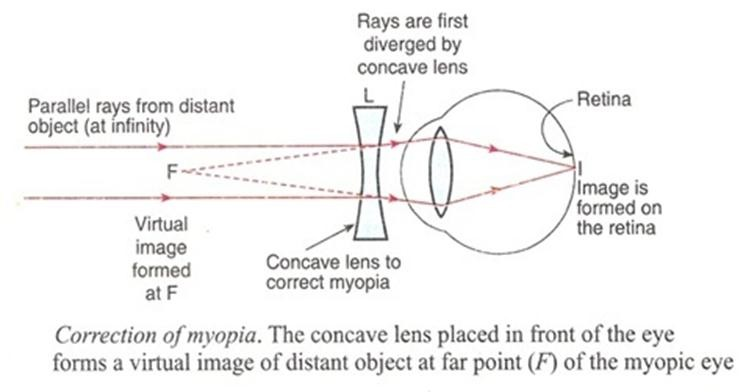 Rays are first
diverged by
concave lens
L
Parallel rays from distant
object (at infinity)
Retina
F
I
Image is
formed on
the retina
Virtual
image
formed
at F
Concave lens to
correct myopia
Correction of myopia. The concave lens placed in front of the eye
forms a virtual image of distant object at far point (F) of the myopic eye